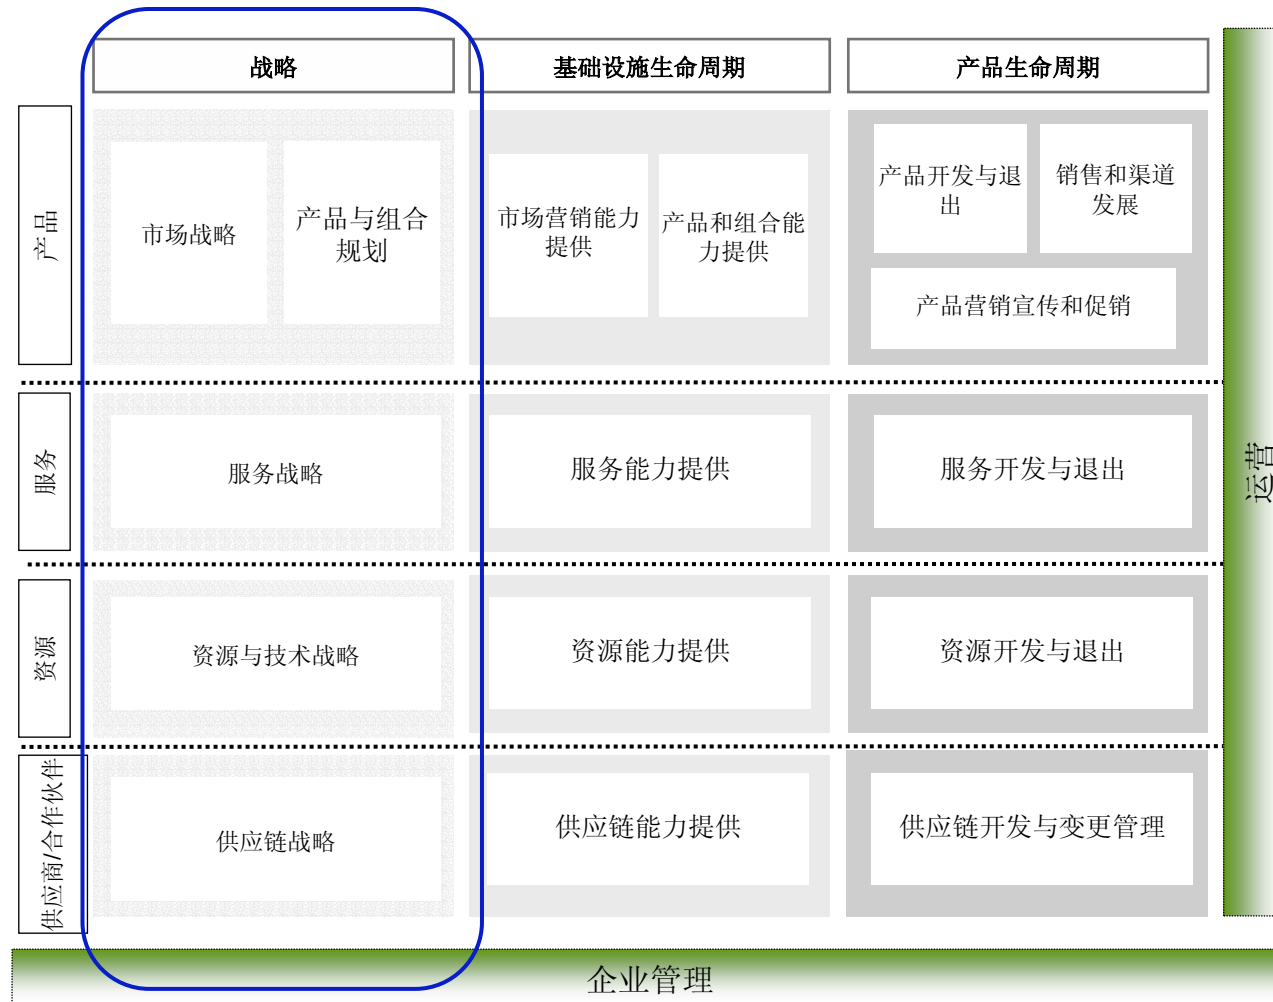 战略
基础设施生命周期
产品生命周期
产品
市场战略
产品与组合
规划
市场营销能力
提供
产品和组合能
力提供
产品开发与退
出
销售和渠道
发展
产品营销宣传和促销
服务
服务战略
服务能力提供
服务开发与退出
运营
资源
资源与技术战略
资源能力提供
资源开发与退出
供应商/合作伙伴
供应链战略
供应链能力提供
供应链开发与变更管理
企业管理